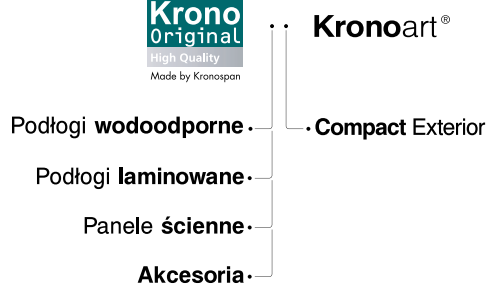 Krono
Original
High Quality
Made by Kronospan
Kronoart®
Podłogi wodoodporne
Compact Exterior
Podłogi laminowane
Panele ścienne
Akcesoria